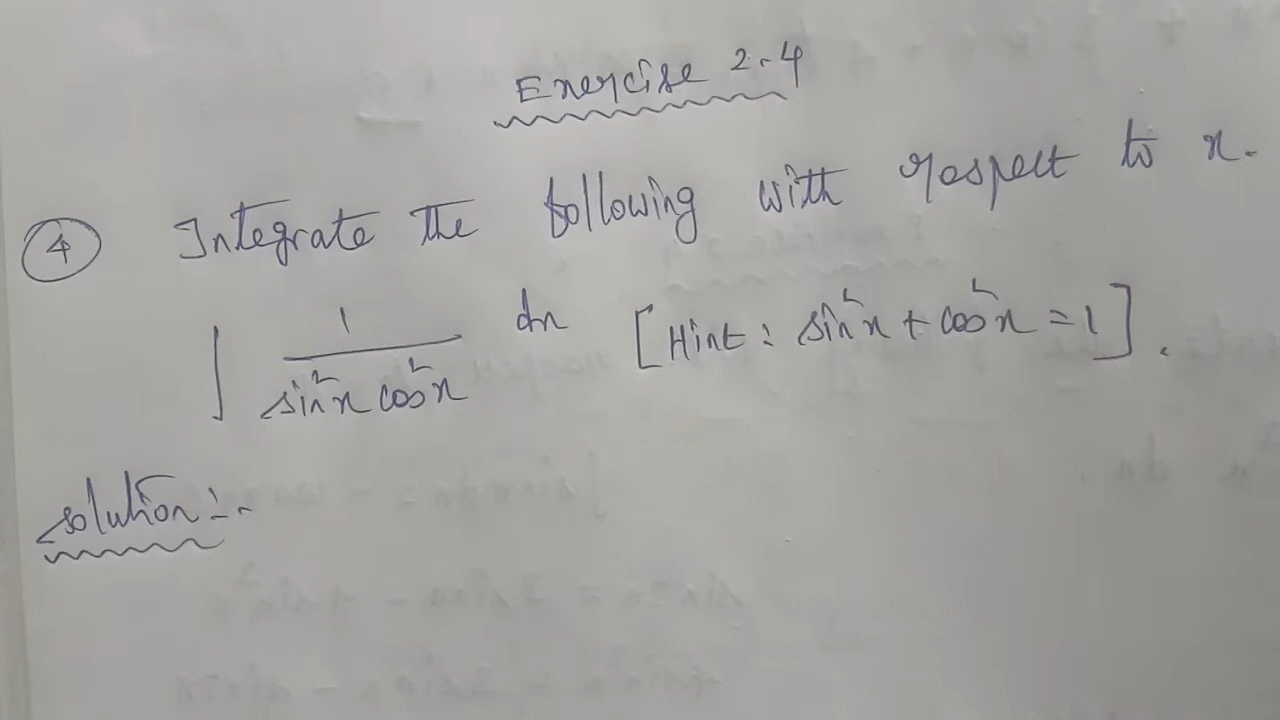 Exercise 2.4
④ Integrate the following with respect to x.
∫ 1/(sin²x cos²x) dx [Hint: sin²x + cos²x = 1].
Solution:-